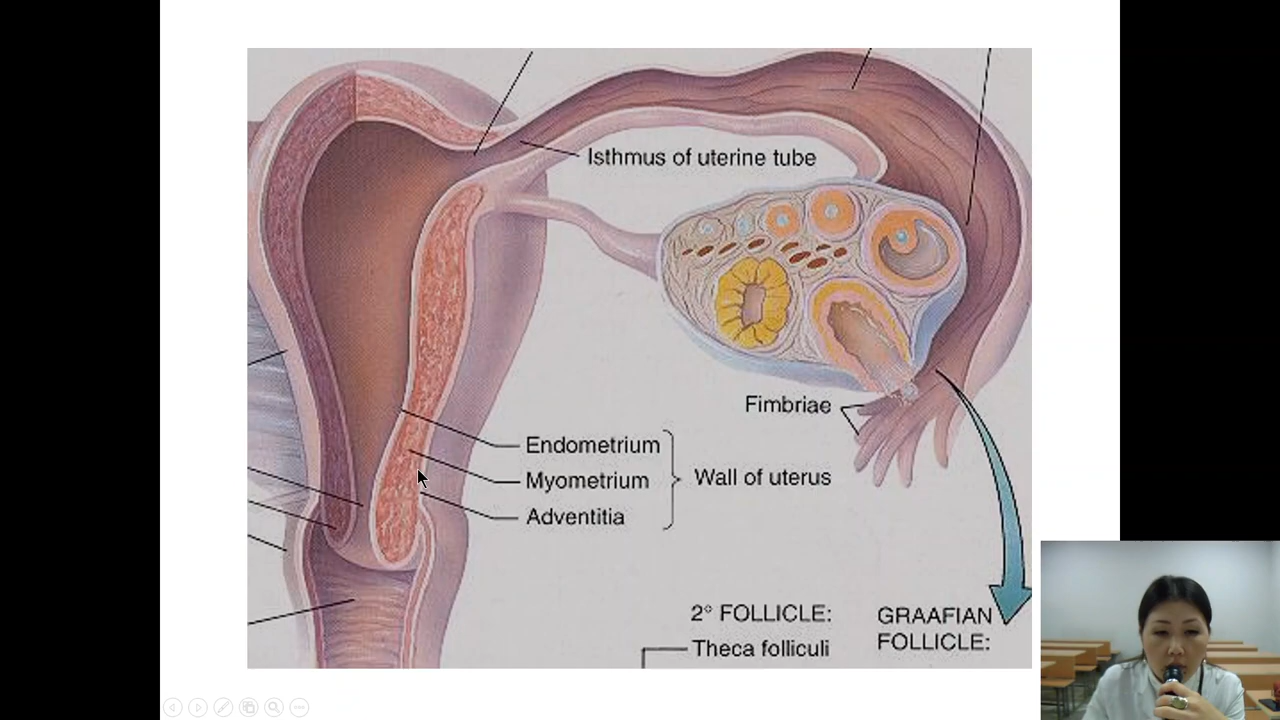 Isthmus of uterine tube
Fimbriae
Endometrium
Myometrium
Adventitia
Wall of uterus
2° FOLLICLE:
Theca folliculi
GRAAFIAN
FOLLICLE: